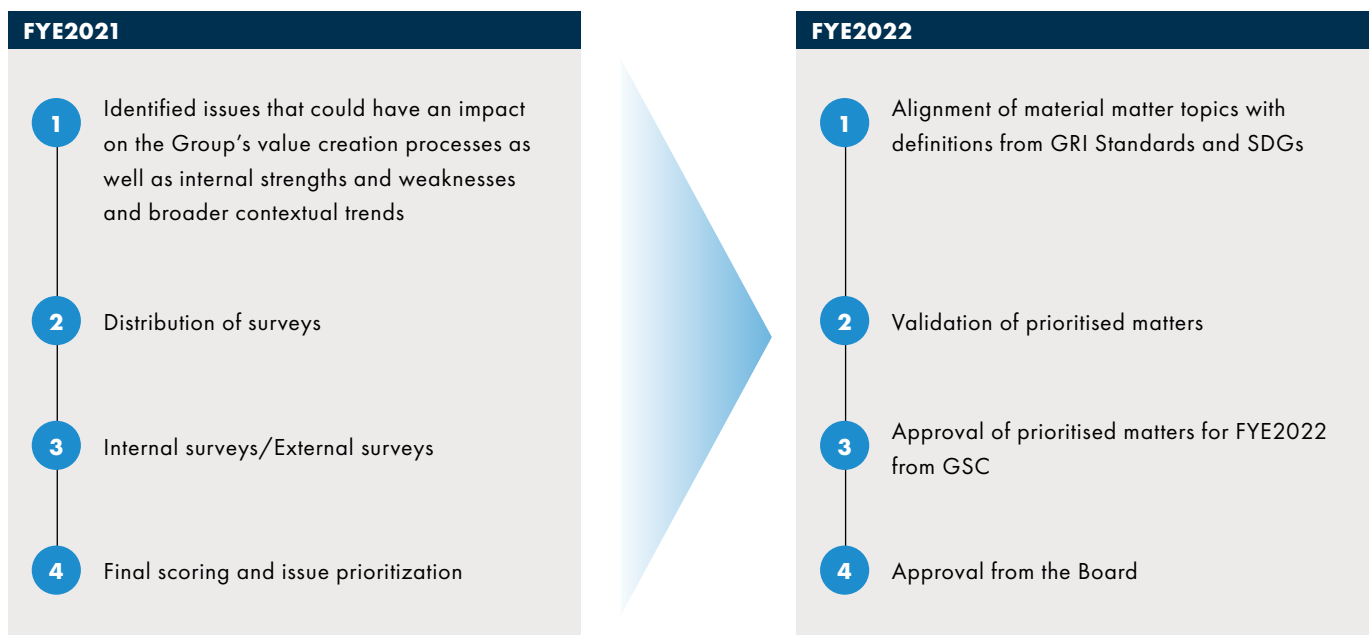 FYE2021
1
Identified issues that could have an impact
on the Group's value creation processes as
well as internal strengths and weaknesses
and broader contextual trends
2
Distribution of surveys
3
Internal surveys/External surveys
4
Final scoring and issue prioritization
FYE2022
1
Alignment of material matter topics with
definitions from GRI Standards and SDGs
2
Validation of prioritised matters
3
Approval of prioritised matters for FYE2022
from GSC
4
Approval from the Board